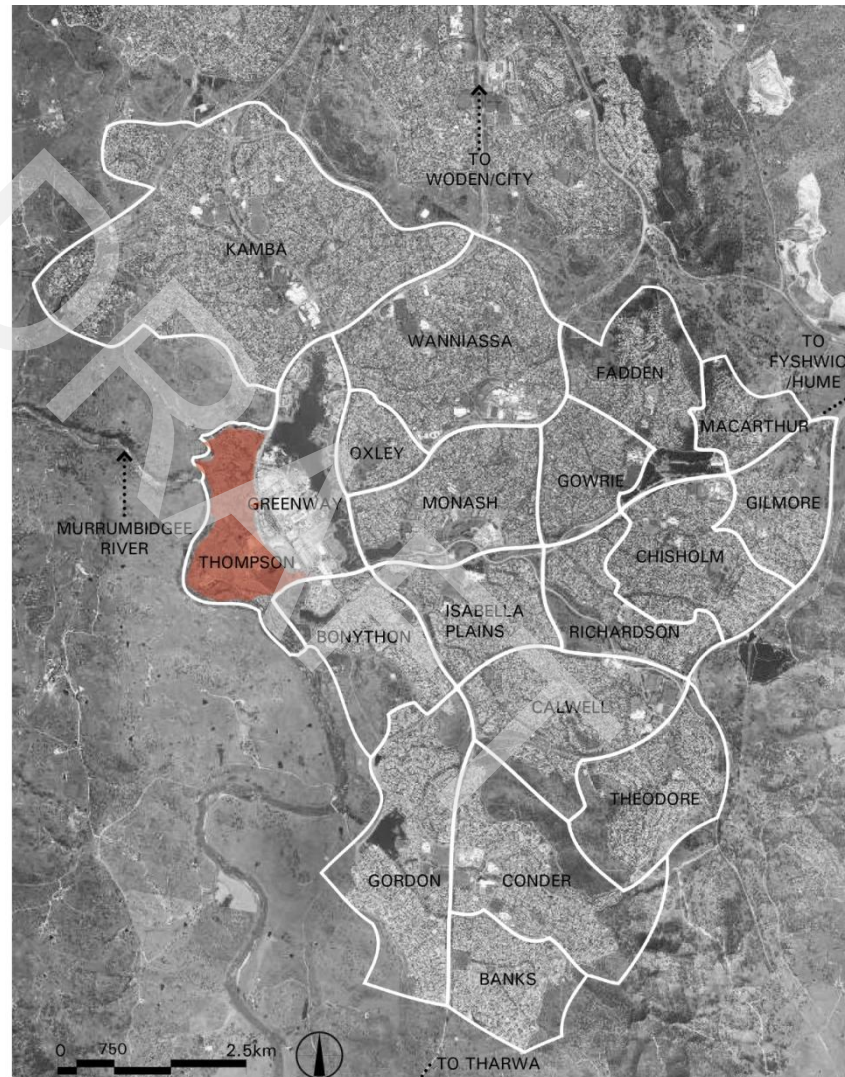 TO
WODEN/CITY
KAMBA
WANNIASSA
TO
FYSHWIC
/HUME
FADDEN
MACARTHUR
OXLEY
GOWRIE
GREENWAY
MONASH
GILMORE
MURRUMBIDGEE
RIVER
THOMPSON
CHISHOLM
ISABELLA
PLAINS
BONYTHON
RICHARDSON
CALWELL
THEODORE
GORDON
CONDER
BANKS
0 750 2.5km
TO THARWA